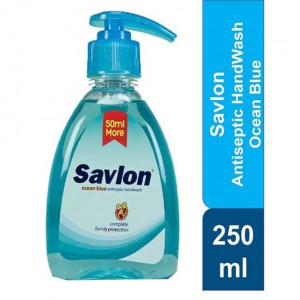 50ml
More
Savlon
ocean blue antiseptic handwash
complete
family protection
Savlon
Antiseptic HandWash
Ocean Blue
250
ml